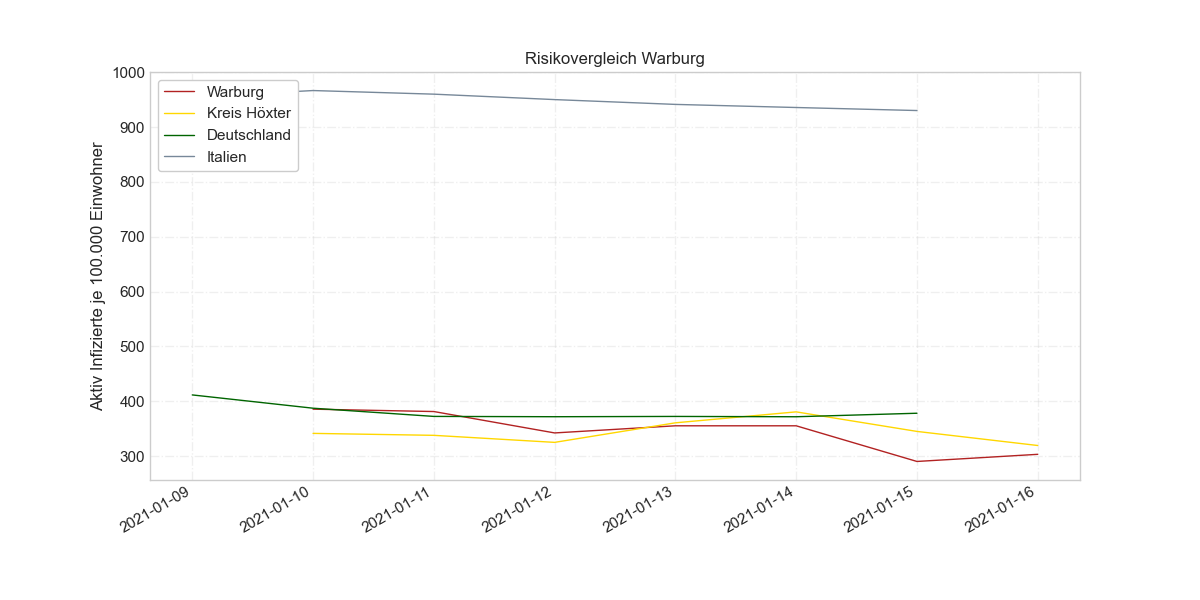 Risikovergleich Warburg
Aktiv Infizierte je 100.000 Einwohner
1000
900
800
700
600
500
400
300
Warburg
Kreis Höxter
Deutschland
Italien
2021-01-09
2021-01-10
2021-01-11
2021-01-12
2021-01-13
2021-01-14
2021-01-15
2021-01-16